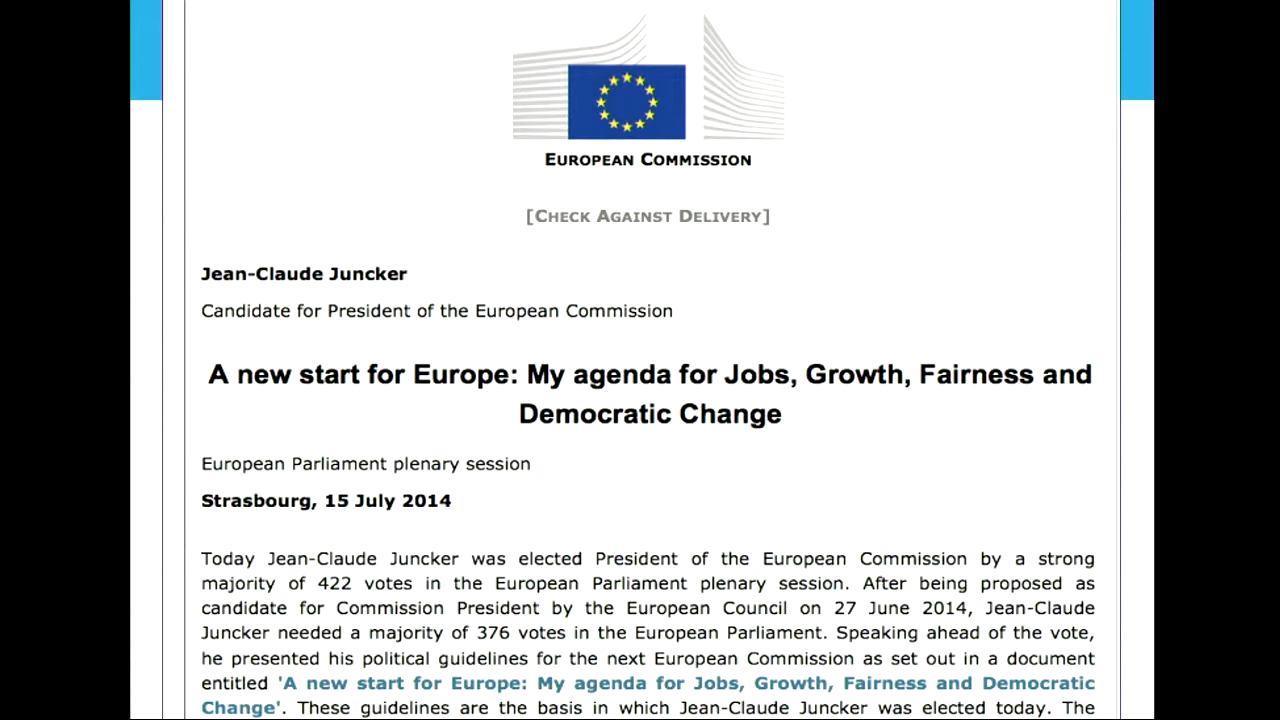 EUROPEAN COMMISSION
[CHECK AGAINST DELIVERY]
Jean-Claude Juncker
Candidate for President of the European Commission
A new start for Europe: My agenda for Jobs, Growth, Fairness and
Democratic Change
European Parliament plenary session
Strasbourg, 15 July 2014
Today Jean-Claude Juncker was elected President of the European Commission by a strong
majority of 422 votes in the European Parliament plenary session. After being proposed as
candidate for Commission President by the European Council on 27 June 2014, Jean-Claude
Juncker needed a majority of 376 votes in the European Parliament. Speaking ahead of the vote,
he presented his political guidelines for the next European Commission as set out in a document
entitled 'A new start for Europe: My agenda for Jobs, Growth, Fairness and Democratic
Change'. These guidelines are the basis in which Jean-Claude Juncker was elected today. The